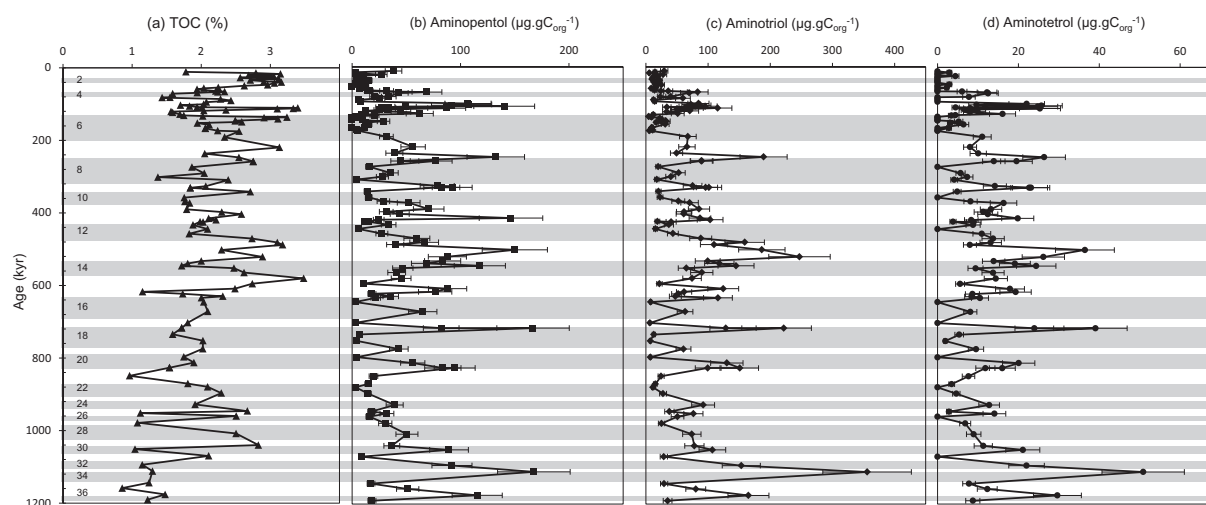 (a) TOC (%)
(b) Aminopentol (µg.gCorg-1)
(c) Aminotriol (µg.gCorg-1)
(d) Aminotetrol (µg.gCorg-1)
0 1 2 3
0 100 200
0 100 200 300 400
0 20 40 60
Age (kyr)
0
200
400
600
800
1000
1200
2
4
6
8
10
12
14
16
18
20
22
24
26
28
30
32
34
36